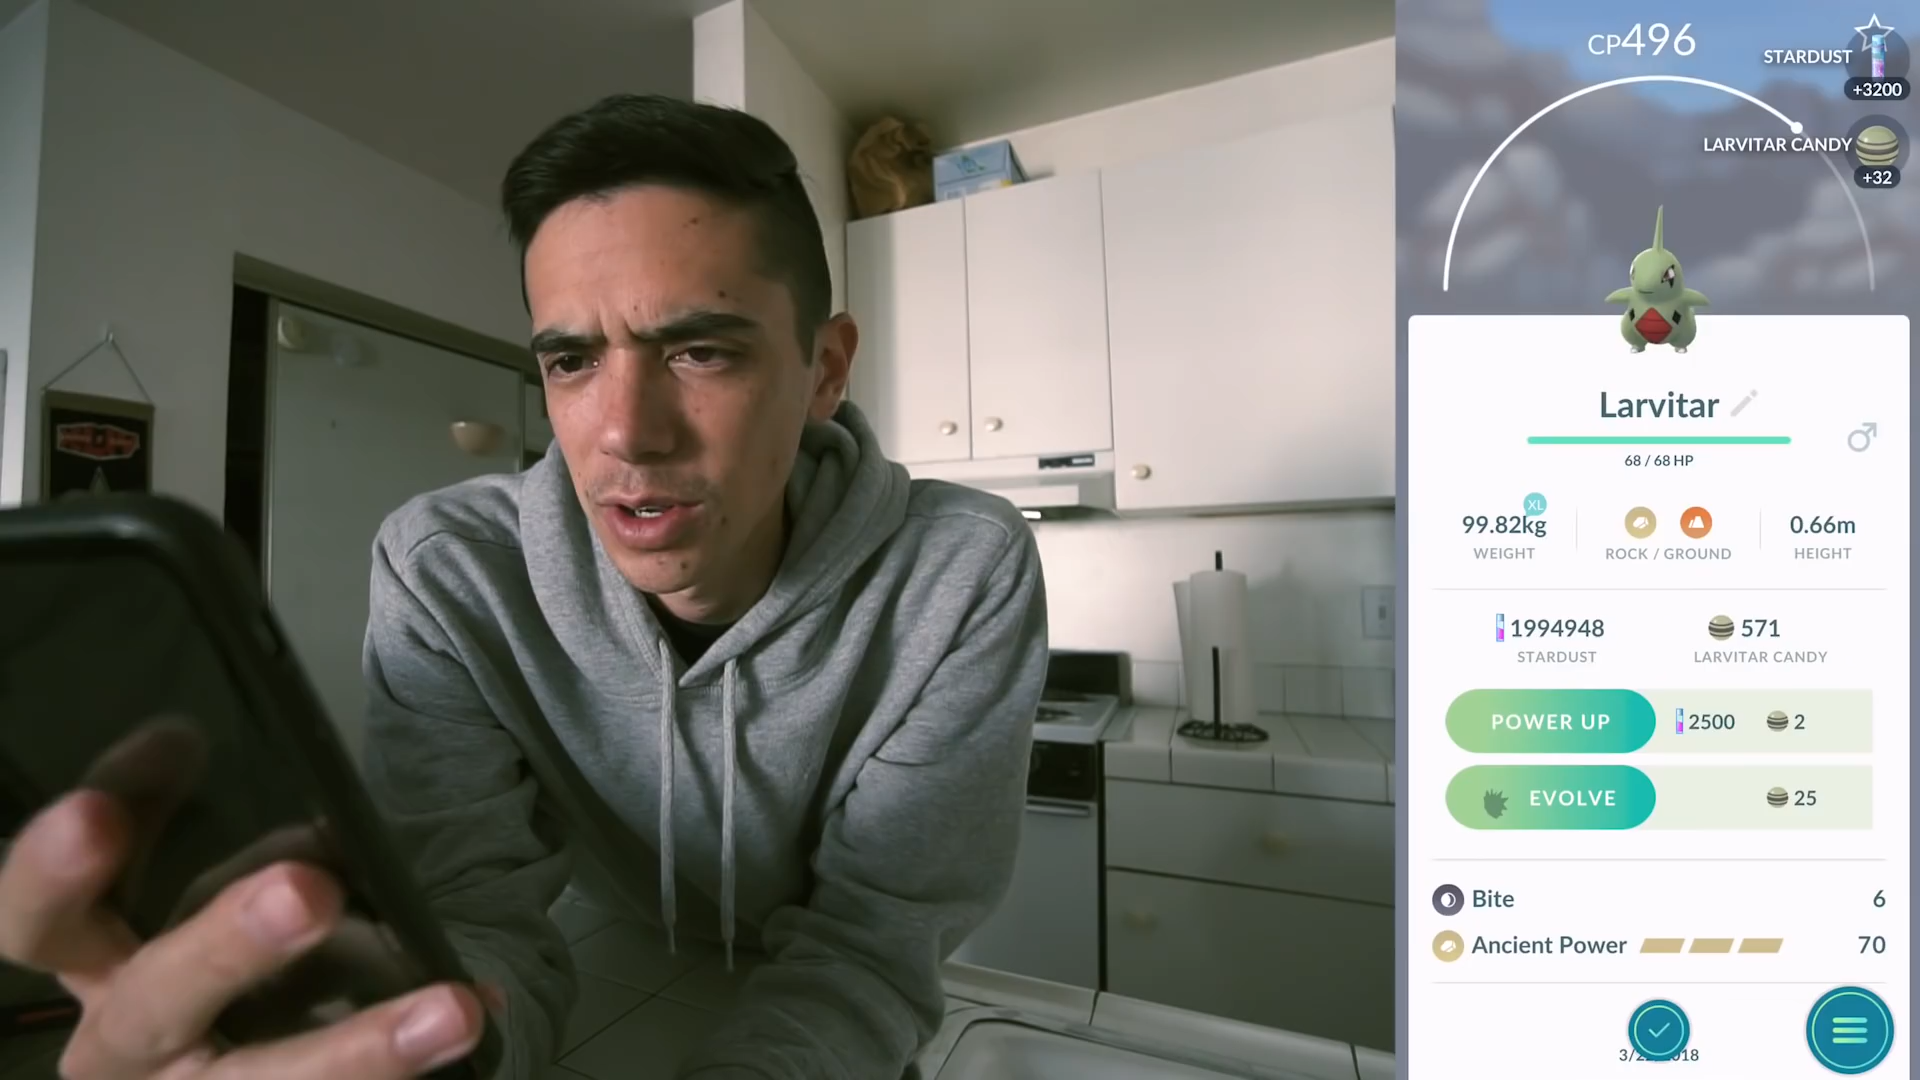 CP496
STARDUST
+3200
LARVITAR CANDY
+32
Larvitar
68 / 68 HP
XL
99.82kg
WEIGHT
ROCK / GROUND
0.66m
HEIGHT
1994948
STARDUST
571
LARVITAR CANDY
POWER UP
2500
2
EVOLVE
25
Bite
6
Ancient Power
70